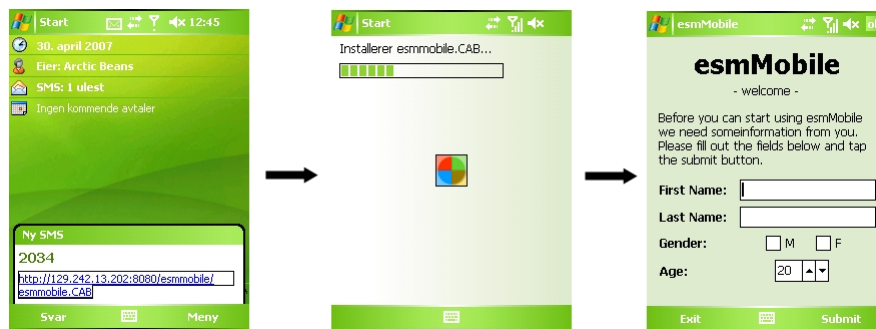 Start 12:45
30. april 2007
Eier: Arctic Beans
SMS: 1 ulest
Ingen kommende avtaler
Ny SMS
2034
http://129.242.13.202:8080/esmmobile/
esmmobile.CAB
Svar Meny
Start
Installerer esmmobile.CAB...
esmMobile ok
esmMobile
- welcome -
Before you can start using esmMobile
we need someinformation from you.
Please fill out the fields below and tap
the submit button.
First Name:
Last Name:
Gender: M F
Age: 20
Exit Submit